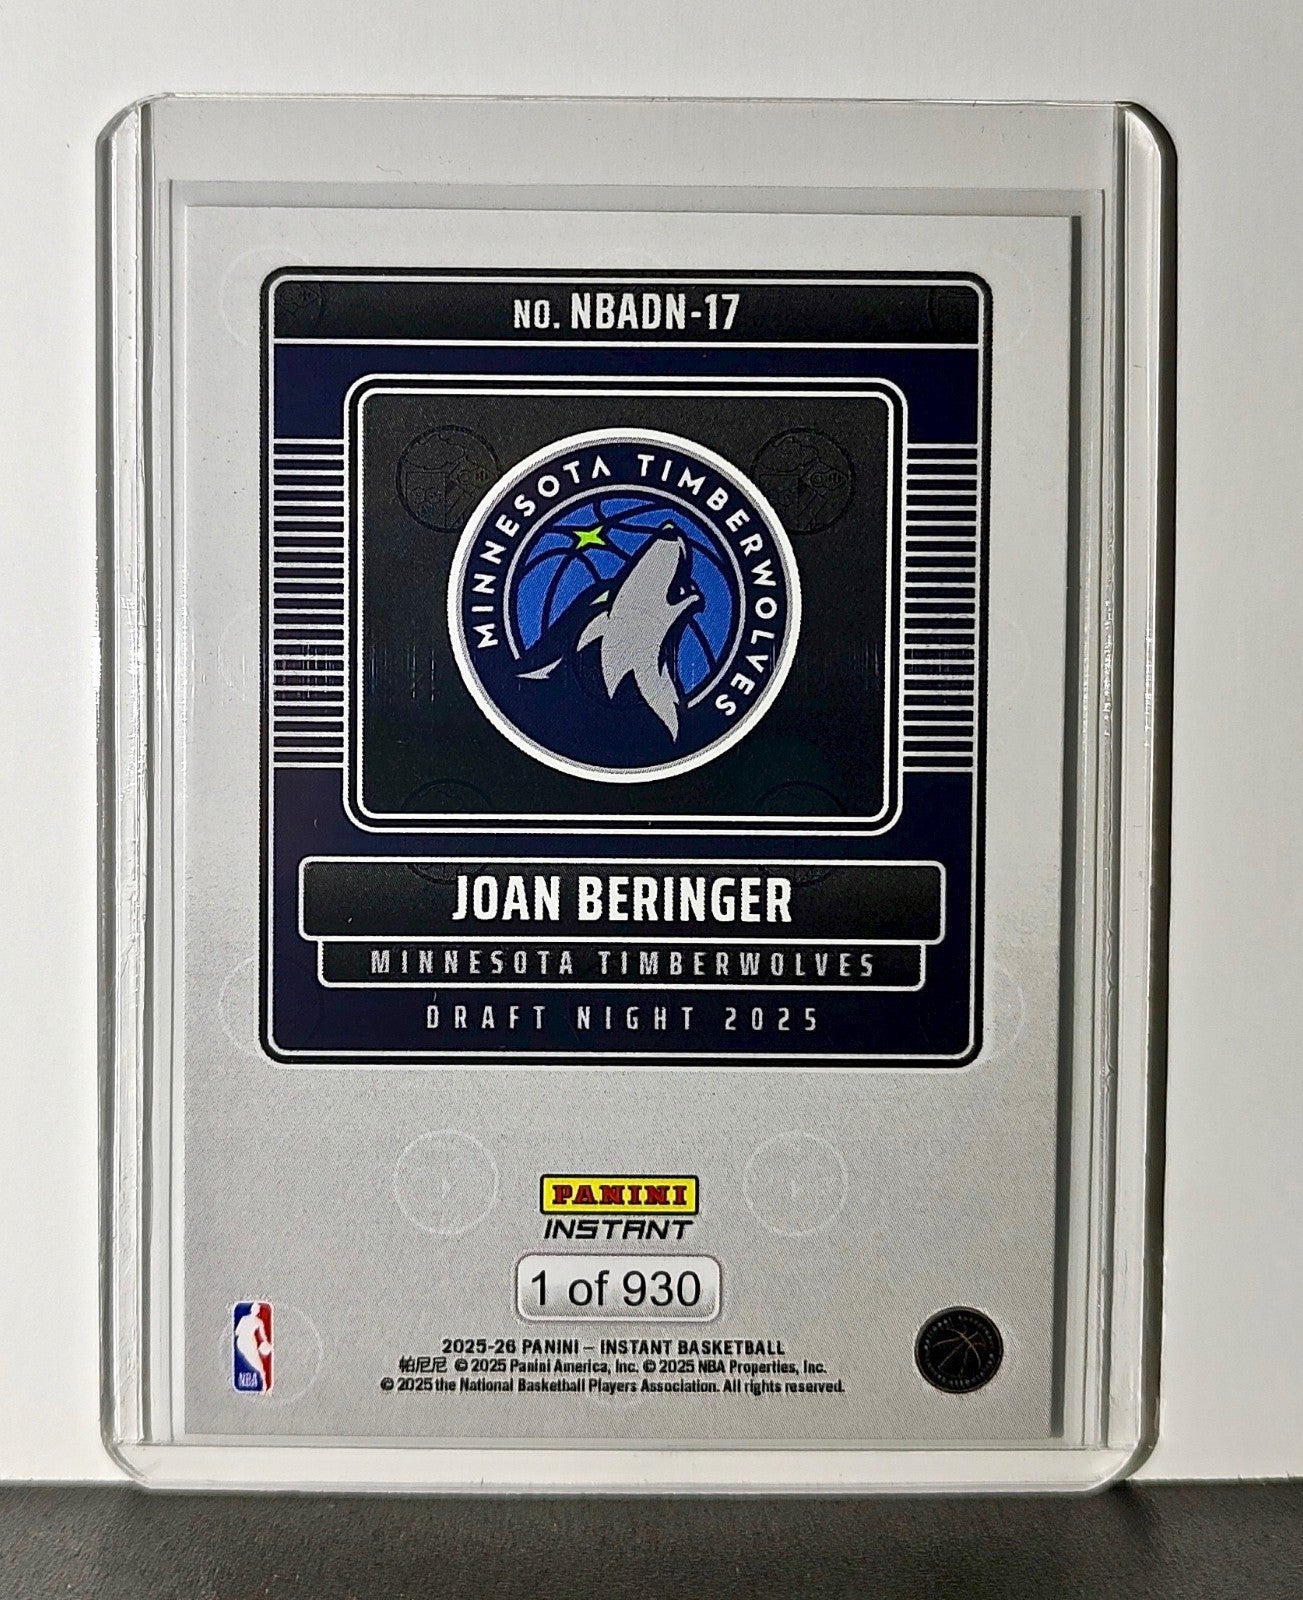 NO. NBADN-17
MINNESOTA TIMBERWOLVES
JOAN BERINGER
MINNESOTA TIMBERWOLVES
DRAFT NIGHT 2025
PANINI
INSTANT
1 of 930
NBA
2025-26 PANINI – INSTANT BASKETBALL
帕尼尼 © 2025 Panini America, Inc. © 2025 NBA Properties, Inc.
© 2025 the National Basketball Players Association. All rights reserved.